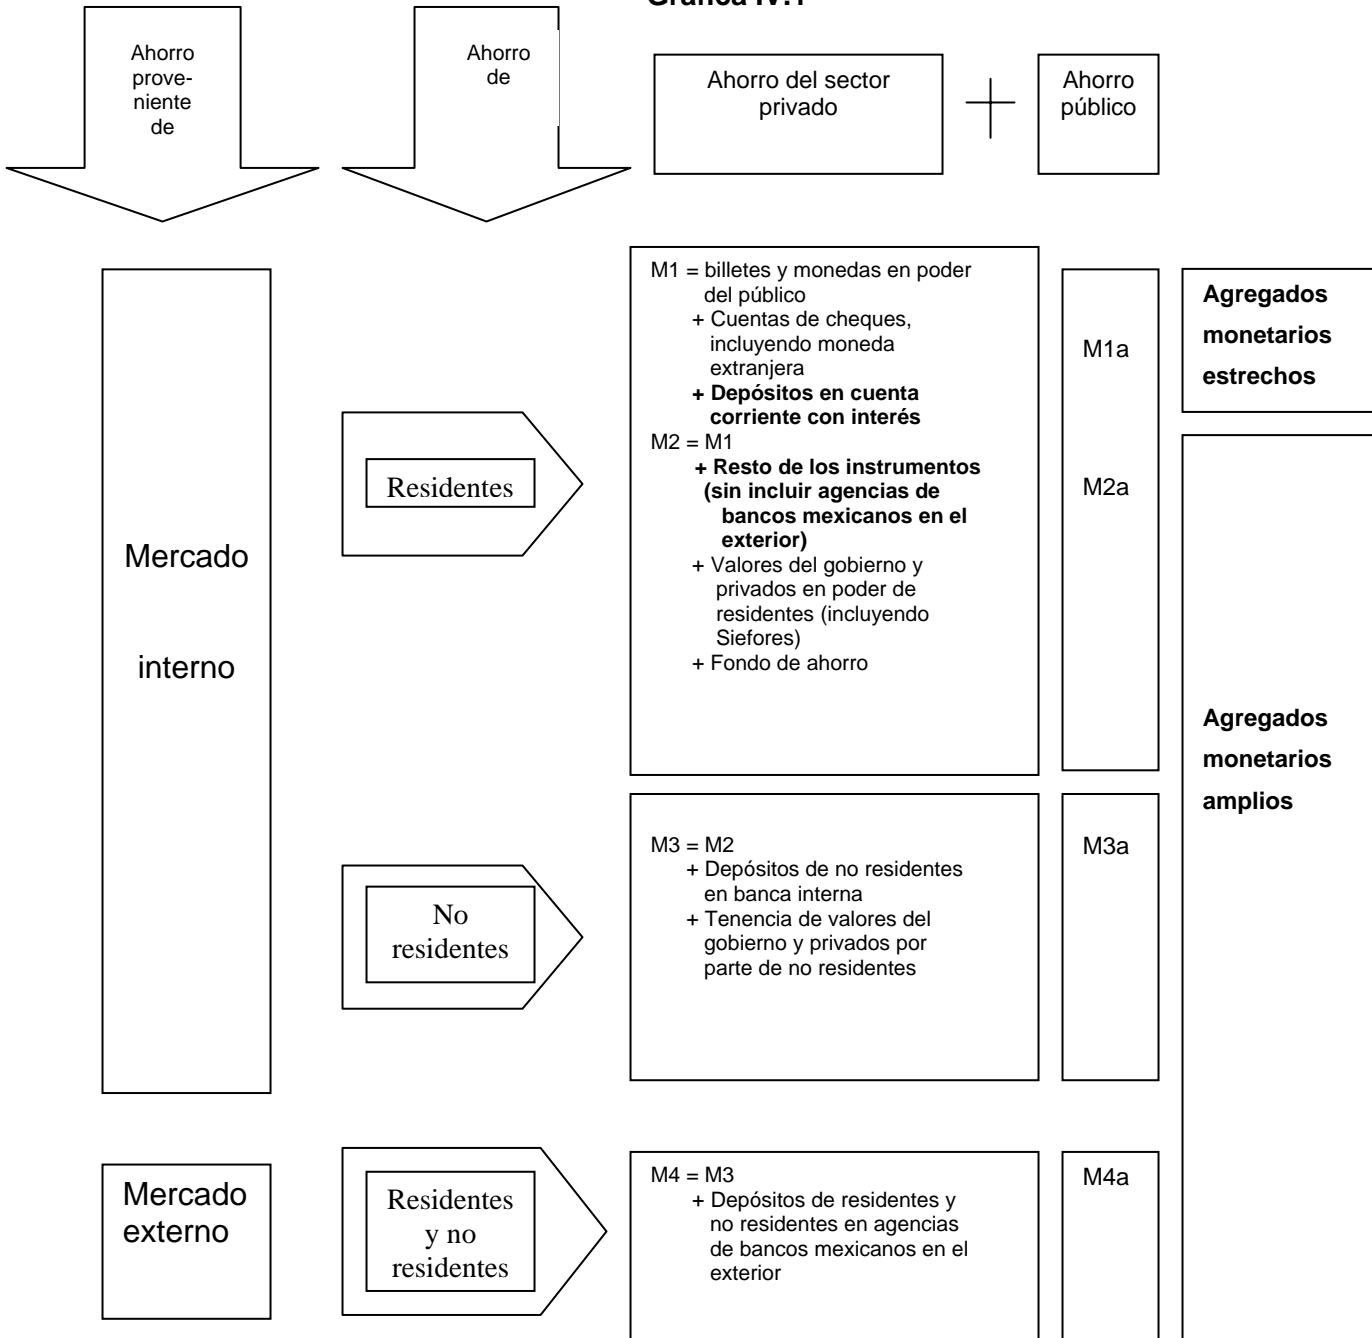 Gráfica IV.1
Ahorro
prove-
niente
de
Ahorro
de
Ahorro del sector
privado
Ahorro
público
Mercado
interno
Residentes
M1 = billetes y monedas en poder
del público
+ Cuentas de cheques,
incluyendo moneda
extranjera
+ Depósitos en cuenta
corriente con interés
M2 = M1
+ Resto de los instrumentos
(sin incluir agencias de
bancos mexicanos en el
exterior)
+ Valores del gobierno y
privados en poder de
residentes (incluyendo
Siefores)
+ Fondo de ahorro
M1a
M2a
Agregados
monetarios
estrechos
Agregados
monetarios
amplios
No
residentes
M3 = M2
+ Depósitos de no residentes
en banca interna
+ Tenencia de valores del
gobierno y privados por
parte de no residentes
M3a
Mercado
externo
Residentes
y no
residentes
M4 = M3
+ Depósitos de residentes y
no residentes en agencias
de bancos mexicanos en el
exterior
M4a